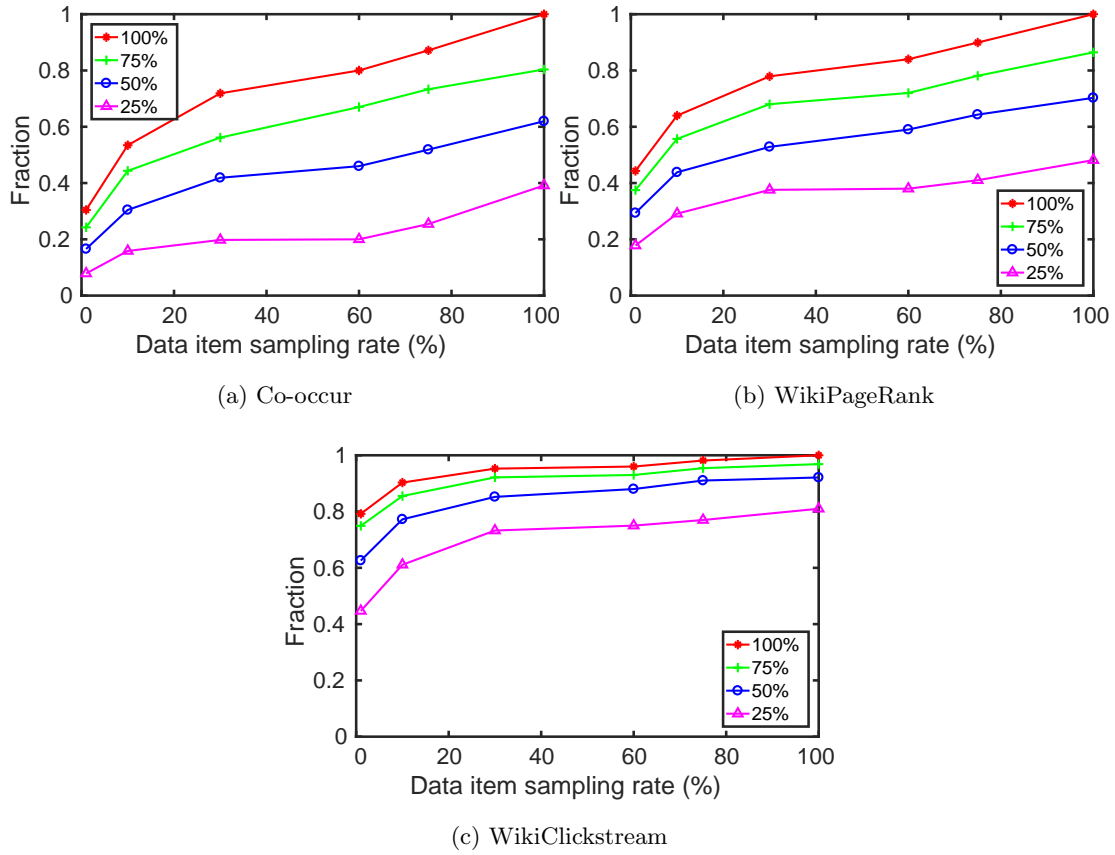 1
0.8
0.6
0.4
0.2
0
Fraction
100%
75%
50%
25%
0 20 40 60 80 100
Data item sampling rate (%)
(a) Co-occur
1
0.8
0.6
0.4
0.2
0
Fraction
100%
75%
50%
25%
0 20 40 60 80 100
Data item sampling rate (%)
(b) WikiPageRank
1
0.8
0.6
0.4
0.2
0
Fraction
100%
75%
50%
25%
0 20 40 60 80 100
Data item sampling rate (%)
(c) WikiClickstream